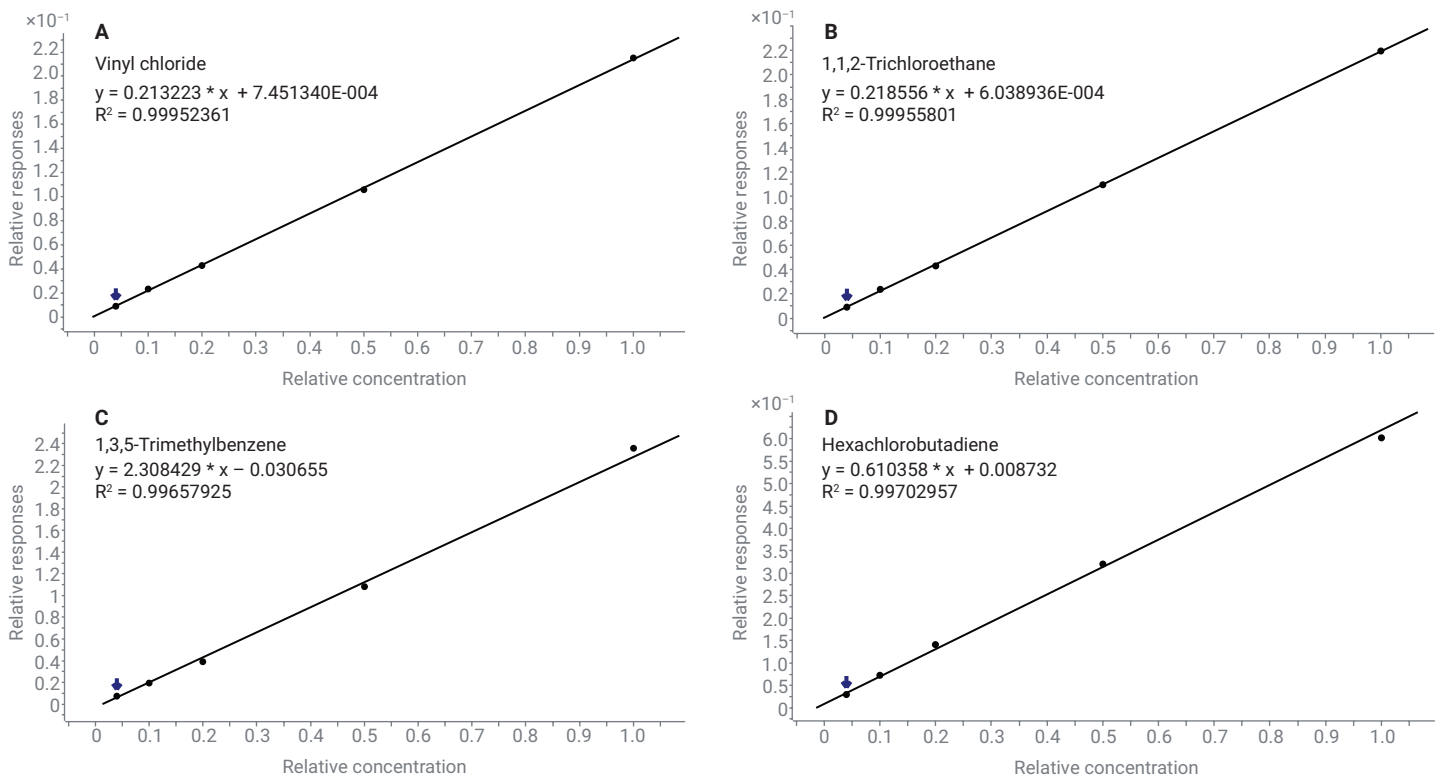 A
×10⁻¹
Vinyl chloride
y = 0.213223 * x + 7.451340E-004
R² = 0.99952361
Relative responses
2.2
2.0
1.8
1.6
1.4
1.2
1.0
0.8
0.6
0.4
0.2
0
0 0.1 0.2 0.3 0.4 0.5 0.6 0.7 0.8 0.9 1.0
Relative concentration
B
×10⁻¹
1,1,2-Trichloroethane
y = 0.218556 * x + 6.038936E-004
R² = 0.99955801
Relative responses
2.2
2.0
1.8
1.6
1.4
1.2
1.0
0.8
0.6
0.4
0.2
0
0 0.1 0.2 0.3 0.4 0.5 0.6 0.7 0.8 0.9 1.0
Relative concentration
C
1,3,5-Trimethylbenzene
y = 2.308429 * x – 0.030655
R² = 0.99657925
Relative responses
2.4
2.2
2
1.8
1.6
1.4
1.2
1
0.8
0.6
0.4
0.2
0
0 0.1 0.2 0.3 0.4 0.5 0.6 0.7 0.8 0.9 1.0
Relative concentration
D
×10⁻¹
Hexachlorobutadiene
y = 0.610358 * x + 0.008732
R² = 0.99702957
Relative responses
6.0
5.5
5.0
4.5
4.0
3.5
3.0
2.5
2.0
1.5
1.0
0.5
0
0 0.1 0.2 0.3 0.4 0.5 0.6 0.7 0.8 0.9 1.0
Relative concentration